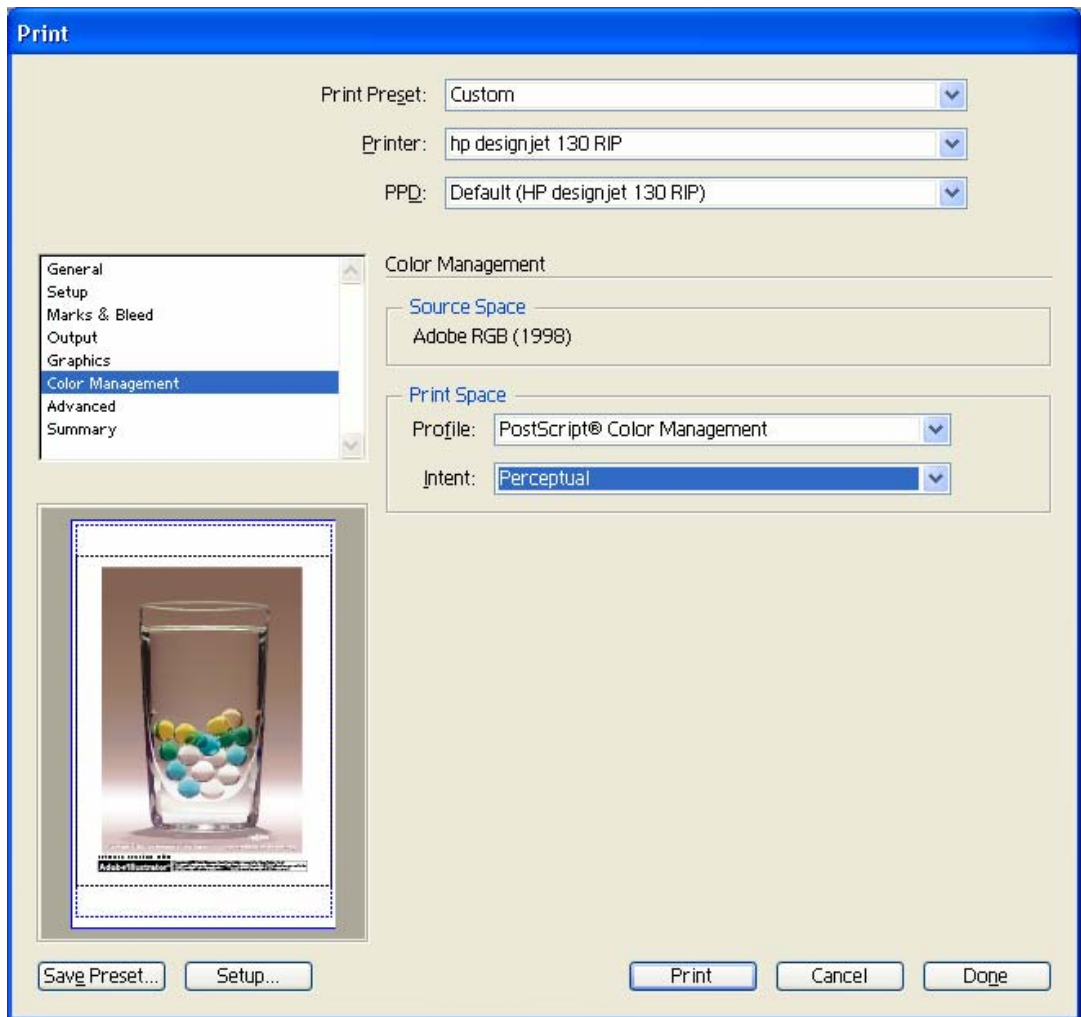 Print
Print Preset: Custom
Printer: hp designjet 130 RIP
PPD: Default (HP designjet 130 RIP)
General
Setup
Marks & Bleed
Output
Graphics
Color Management
Advanced
Summary
Color Management
Source Space
Adobe RGB (1998)
Print Space
Profile: PostScript® Color Management
Intent: Perceptual
Adobe Illustrator
Save Preset...
Setup...
Print
Cancel
Done